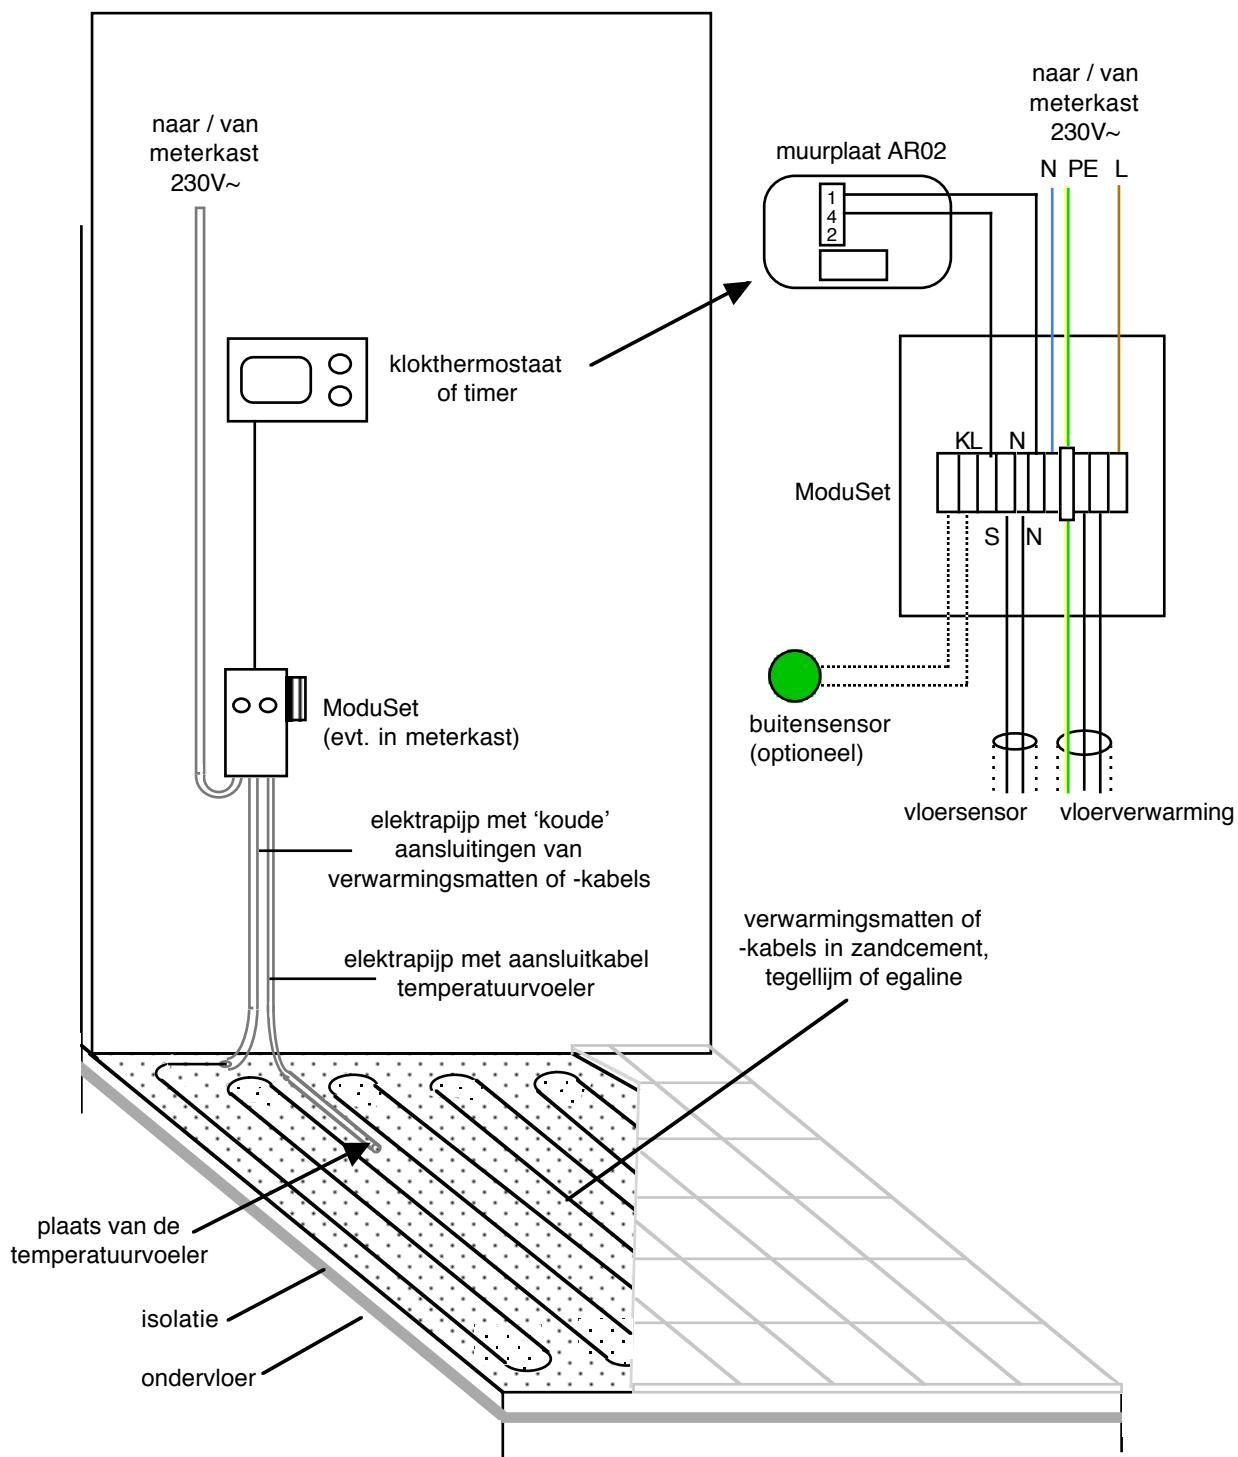 naar / van
meterkast
230V~
naar / van
meterkast
230V~
muurplaat AR02
N PE L
1
4
2
klokthermostaat
of timer
KL N
ModuSet
S N
ModuSet
(evt. in meterkast)
buitensensor
(optioneel)
vloersensor
vloerverwarming
elektrapijp met ‘koude’
aansluitingen van
verwarmingsmatten of -kabels
verwarmingsmatten of
-kabels in zandcement,
tegellijm of egaline
elektrapijp met aansluitkabel
temperatuurvoeler
plaats van de
temperatuurvoeler
isolatie
ondervloer